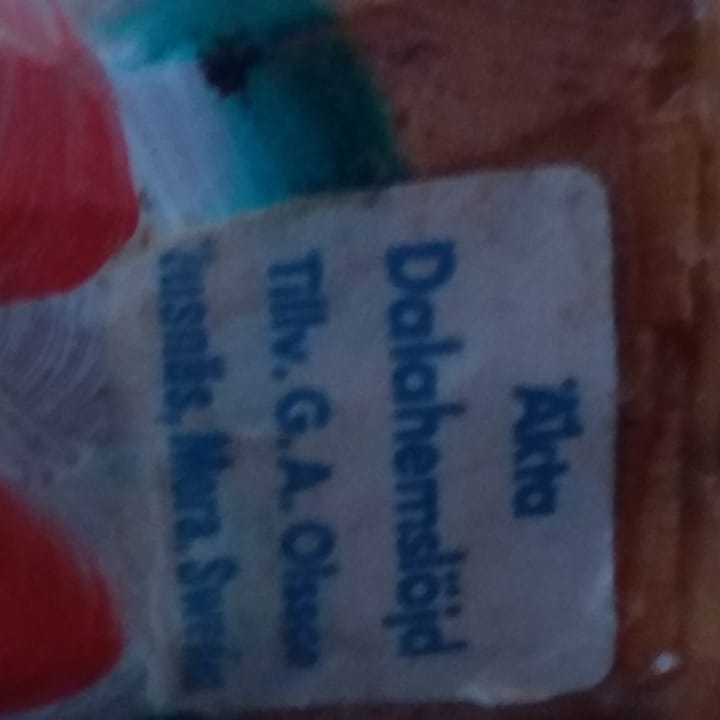 Äkta
Dalahemslöjd
Tillv. G. A. Olsson
Nusnäs, Mora, Sweden